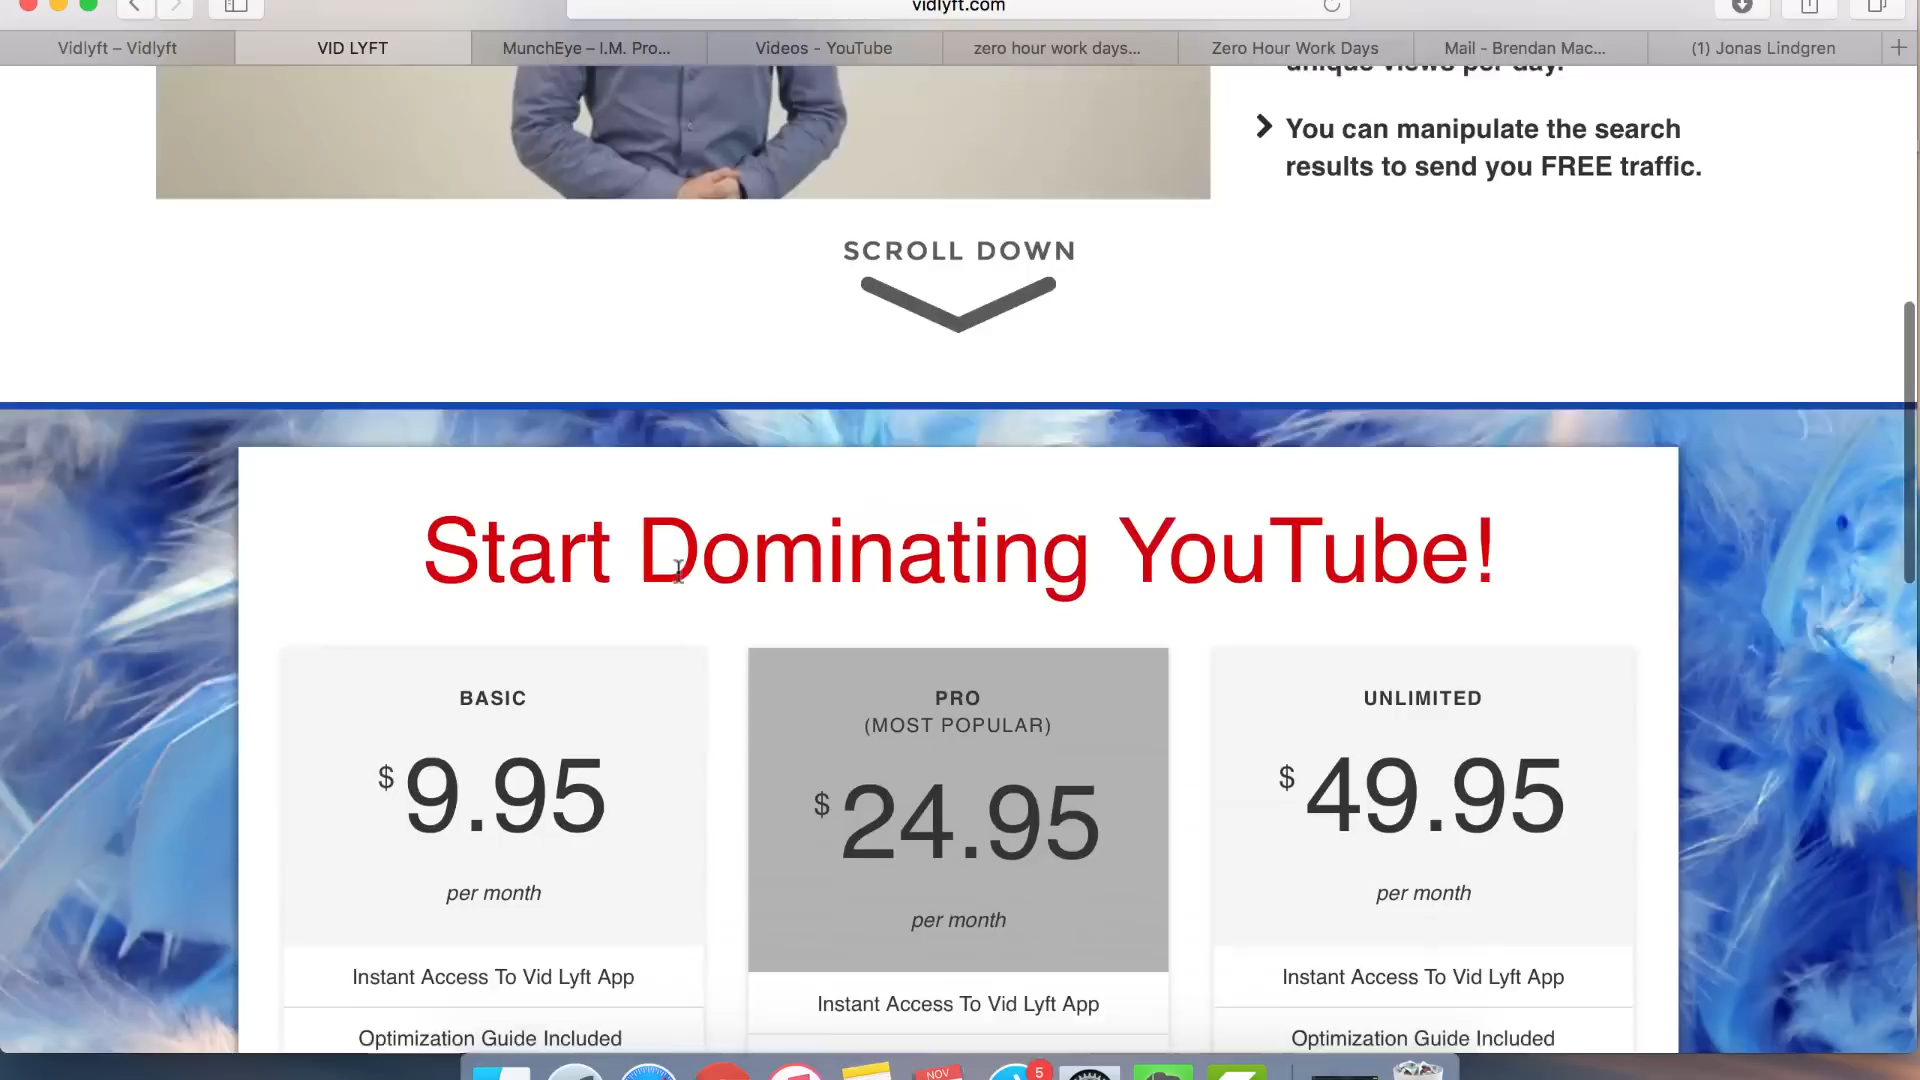 vidlyft.com
Vidlyft – Vidlyft
VID LYFT
MunchEye – I.M. Pro...
Videos - YouTube
zero hour work days...
Zero Hour Work Days
Mail - Brendan Mac...
(1) Jonas Lindgren
unique views per day.
You can manipulate the search
results to send you FREE traffic.
SCROLL DOWN
Start Dominating YouTube!
BASIC
$9.95
per month
Instant Access To Vid Lyft App
Optimization Guide Included
PRO
(MOST POPULAR)
$24.95
per month
Instant Access To Vid Lyft App
UNLIMITED
$49.95
per month
Instant Access To Vid Lyft App
Optimization Guide Included
NOV
5